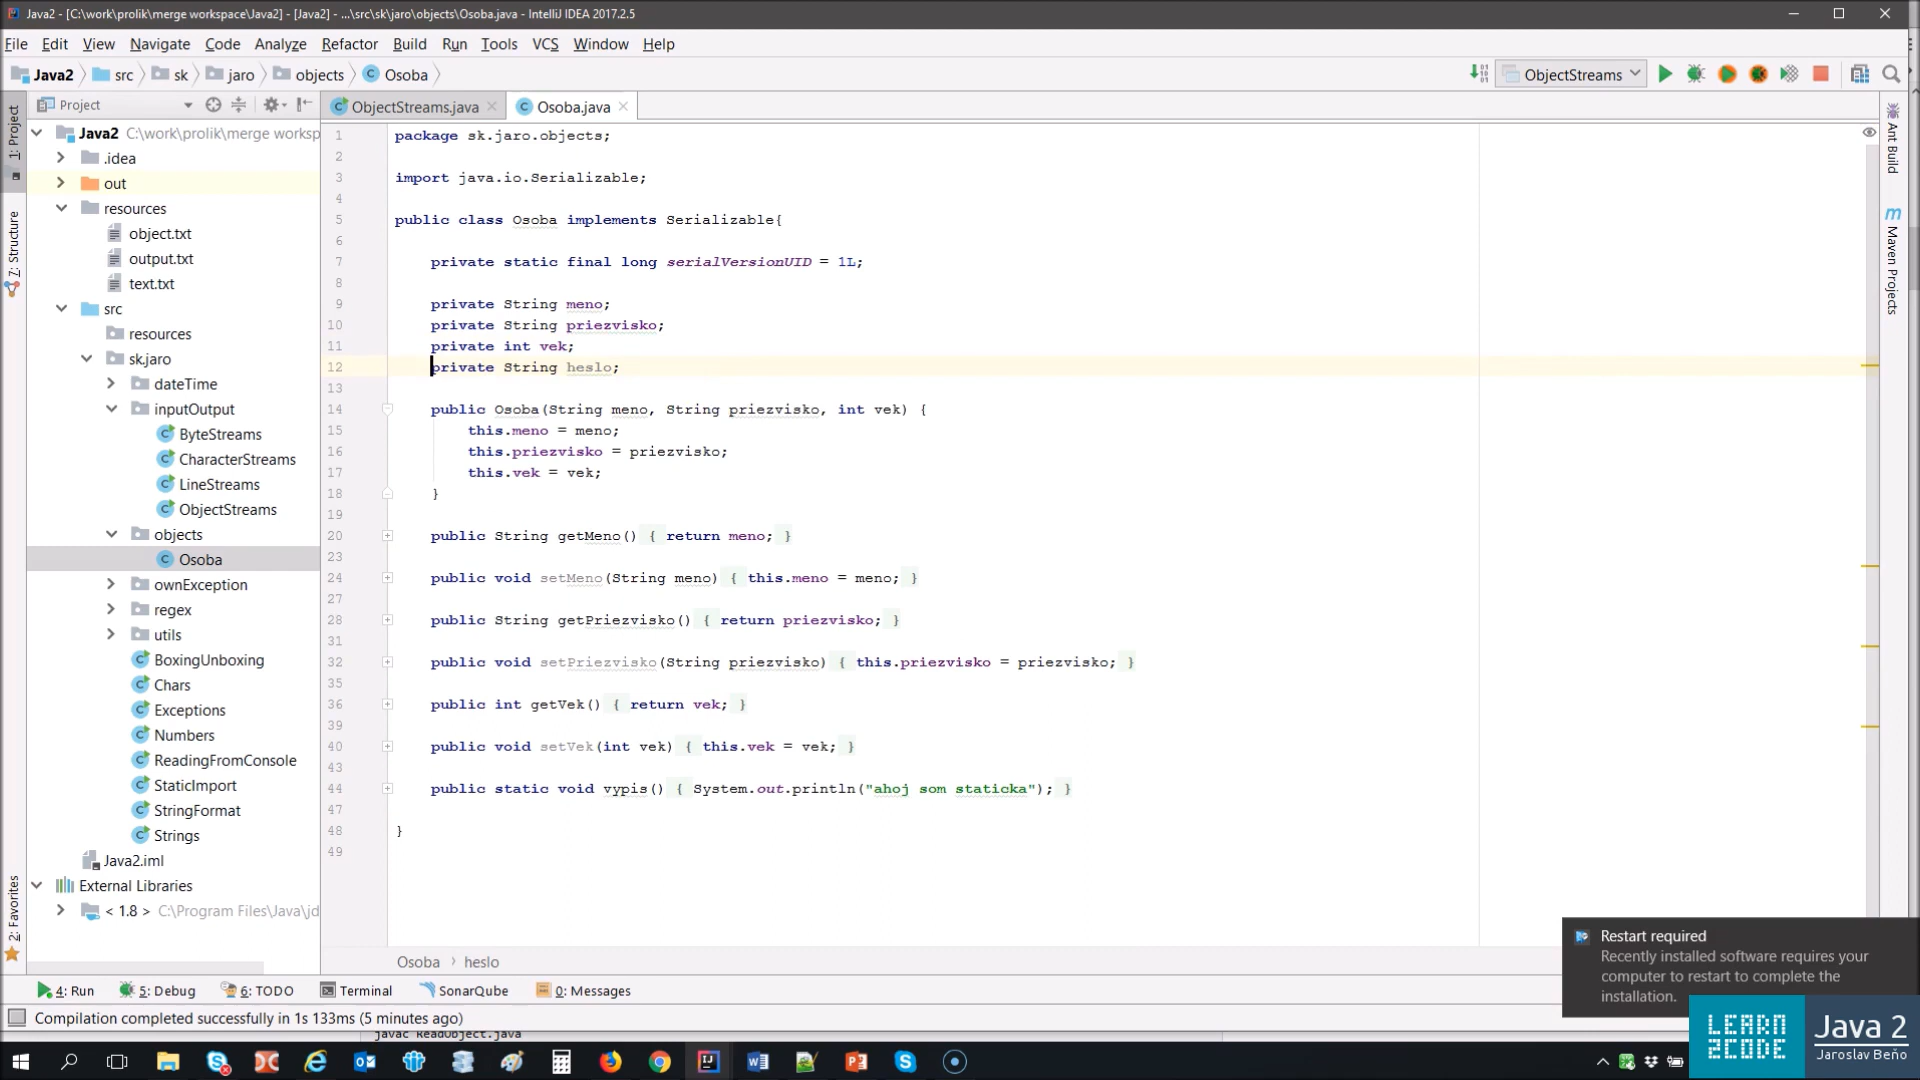 Java2 - [C:\work\prolik\merge workspace\Java2] - [Java2] - ...\src\sk\jaro\objects\Osoba.java - IntelliJ IDEA 2017.2.5
File Edit View Navigate Code Analyze Refactor Build Run Tools VCS Window Help
Java2 src sk jaro objects Osoba
ObjectStreams
Project
ObjectStreams.java
Osoba.java
1: Project
7: Structure
2: Favorites
Java2 C:\work\prolik\merge worksp
.idea
out
resources
object.txt
output.txt
text.txt
src
resources
sk.jaro
dateTime
inputOutput
ByteStreams
CharacterStreams
LineStreams
ObjectStreams
objects
Osoba
ownException
regex
utils
BoxingUnboxing
Chars
Exceptions
Numbers
ReadingFromConsole
StaticImport
StringFormat
Strings
Java2.iml
External Libraries
< 1.8 > C:\Program Files\Java\jd
1 package sk.jaro.objects;
2
3 import java.io.Serializable;
4
5 public class Osoba implements Serializable{
6
7 private static final long serialVersionUID = 1L;
8
9 private String meno;
10 private String priezvisko;
11 private int vek;
12 private String heslo;
13
14 public Osoba(String meno, String priezvisko, int vek) {
15 this.meno = meno;
16 this.priezvisko = priezvisko;
17 this.vek = vek;
18 }
19
20 public String getMeno() { return meno; }
23
24 public void setMeno(String meno) { this.meno = meno; }
27
28 public String getPriezvisko() { return priezvisko; }
31
32 public void setPriezvisko(String priezvisko) { this.priezvisko = priezvisko; }
35
36 public int getVek() { return vek; }
39
40 public void setVek(int vek) { this.vek = vek; }
43
44 public static void vypis() { System.out.println("ahoj som staticka"); }
47
48 }
49
Osoba › heslo
Ant Build
Maven Projects
Restart required
Recently installed software requires your
computer to restart to complete the
installation.
4: Run 5: Debug 6: TODO Terminal SonarQube 0: Messages
Compilation completed successfully in 1s 133ms (5 minutes ago)
javac ReadObject.java
LEARN
2CODE
Java 2
Jaroslav Beňo